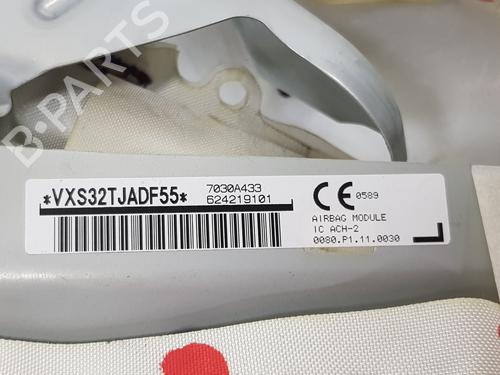 B-PARTS
*VXS32TJADF55*
7030A433
624219101
CE 0589
AIRBAG MODULE
IC ACH-2
0080.P1.11.0030